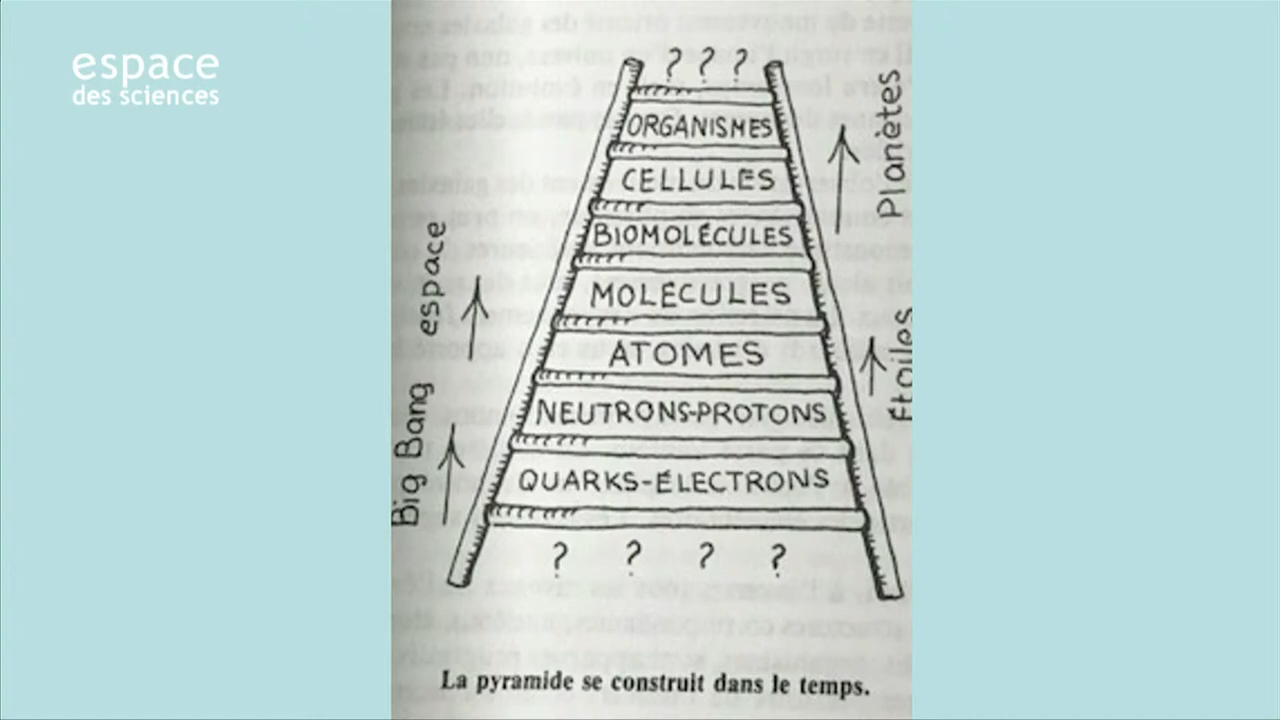 espace
des sciences
? ? ?
ORGANISMES
CELLULES
BIOMOLÉCULES
MOLÉCULES
ATOMES
NEUTRONS-PROTONS
QUARKS-ÉLECTRONS
? ? ? ?
Big Bang
espace
Étoiles
Planètes
La pyramide se construit dans le temps.